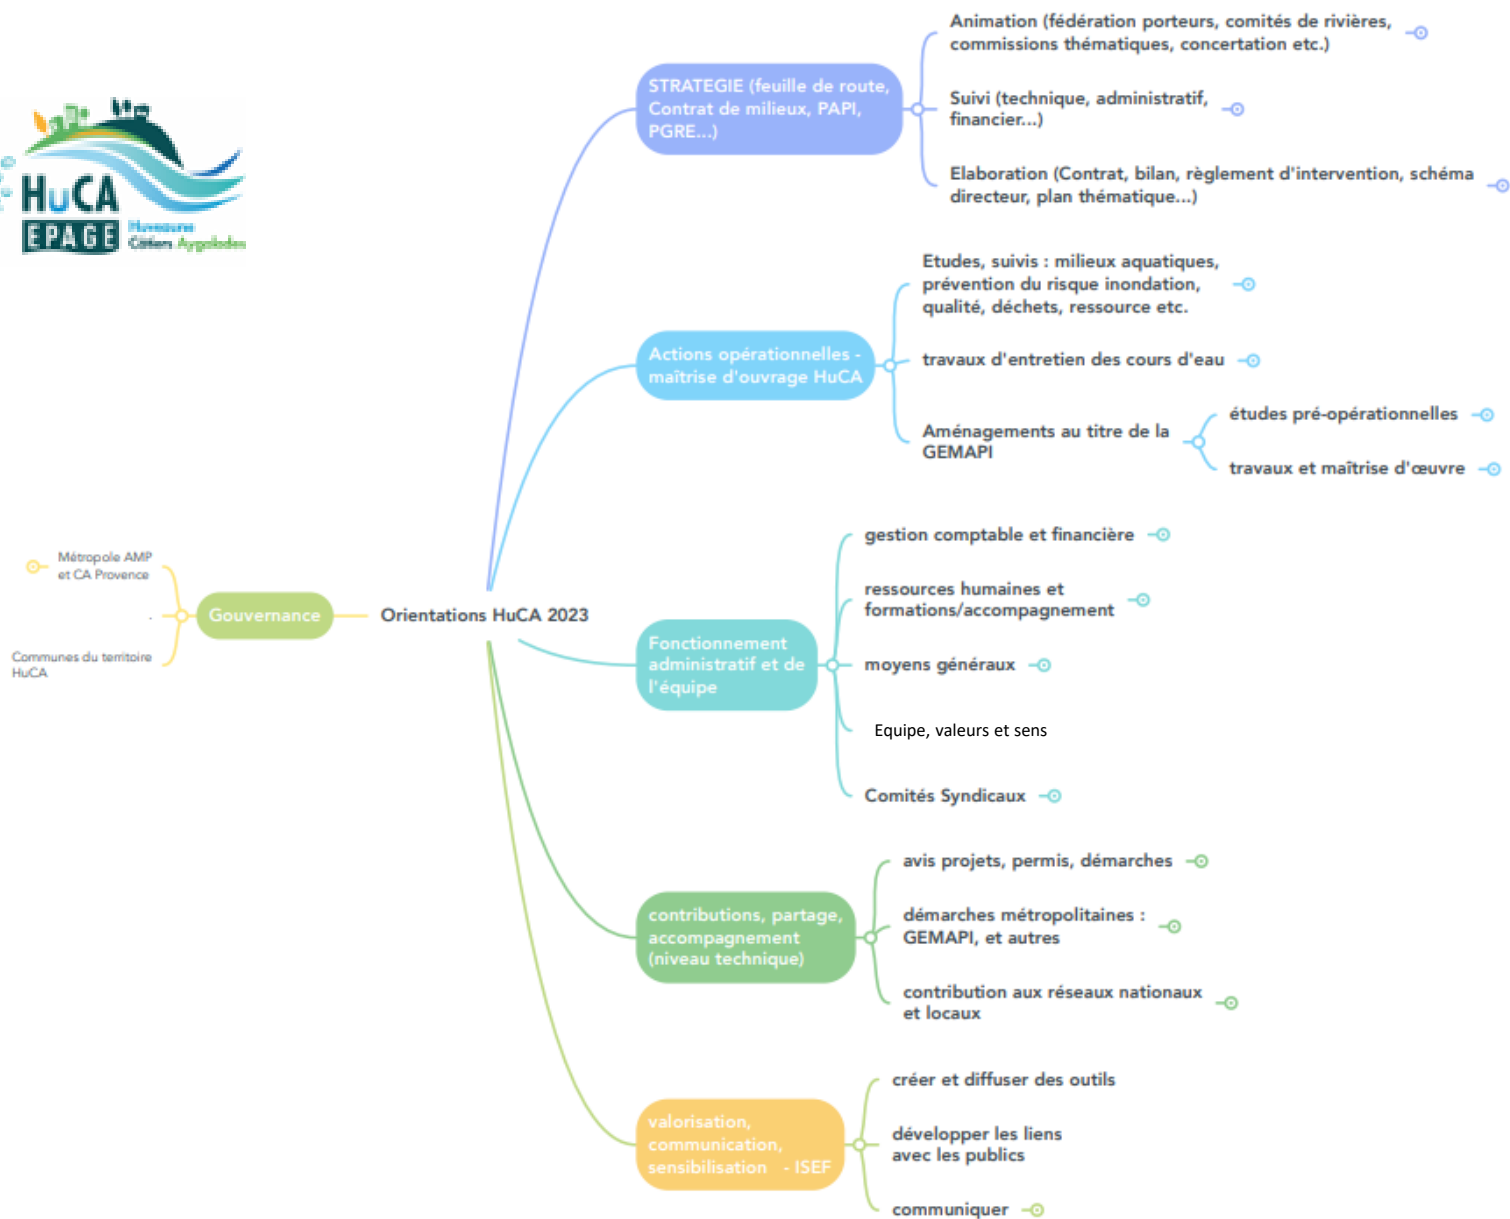 HuCA
EPAGE
Huveaune
Côtiers Aygalades
Métropole AMP
et CA Provence
.
Communes du territoire
HuCA
Gouvernance
Orientations HuCA 2023
STRATEGIE (feuille de route,
Contrat de milieux, PAPI,
PGRE...)
Animation (fédération porteurs, comités de rivières,
commissions thématiques, concertation etc.)
Suivi (technique, administratif,
financier...)
Elaboration (Contrat, bilan, règlement d'intervention, schéma
directeur, plan thématique...)
Actions opérationnelles -
maîtrise d'ouvrage HuCA
Etudes, suivis : milieux aquatiques,
prévention du risque inondation,
qualité, déchets, ressource etc.
travaux d'entretien des cours d'eau
Aménagements au titre de la
GEMAPI
études pré-opérationnelles
travaux et maîtrise d'œuvre
Fonctionnement
administratif et de
l'équipe
gestion comptable et financière
ressources humaines et
formations/accompagnement
moyens généraux
Equipe, valeurs et sens
Comités Syndicaux
contributions, partage,
accompagnement
(niveau technique)
avis projets, permis, démarches
démarches métropolitaines :
GEMAPI, et autres
contribution aux réseaux nationaux
et locaux
valorisation,
communication,
sensibilisation - ISEF
créer et diffuser des outils
développer les liens
avec les publics
communiquer